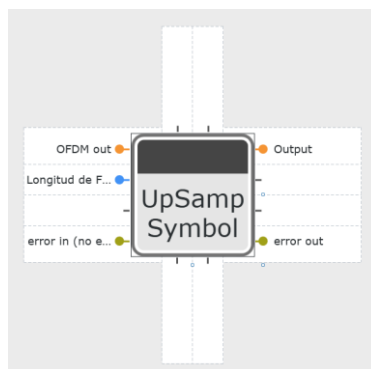 OFDM out
Output
Longitud de F...
UpSamp
Symbol
error in (no e...
error out